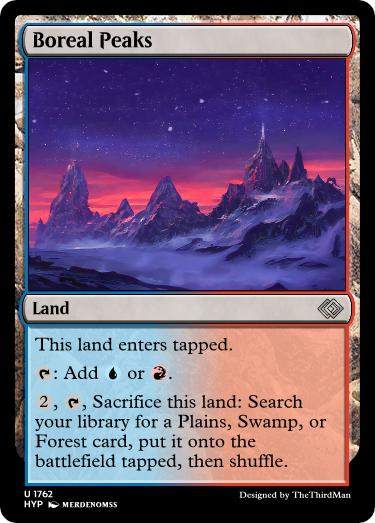 Boreal Peaks
Land
This land enters tapped.
: Add or .
2, , Sacrifice this land: Search
your library for a Plains, Swamp, or
Forest card, put it onto the
battlefield tapped, then shuffle.
U 1762
HYP MERDENOMSS
Designed by TheThirdMan